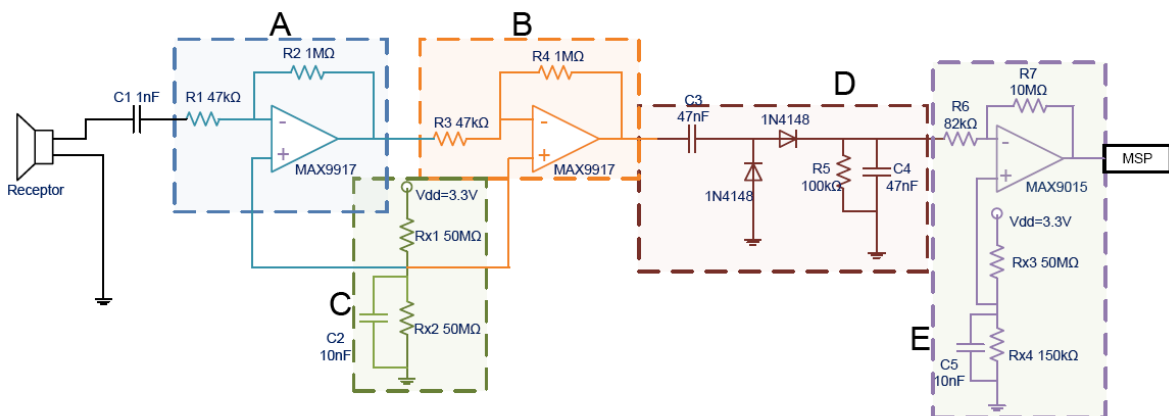 A
B
C
D
E
C1 1nF
R1 47kΩ
R2 1MΩ
MAX9917
Receptor
R3 47kΩ
R4 1MΩ
MAX9917
Vdd=3.3V
Rx1 50MΩ
Rx2 50MΩ
C2
10nF
C3
47nF
1N4148
1N4148
R5
100kΩ
C4
47nF
R6
82kΩ
R7
10MΩ
MAX9015
MSP
Vdd=3.3V
Rx3 50MΩ
Rx4 150kΩ
C5
10nF